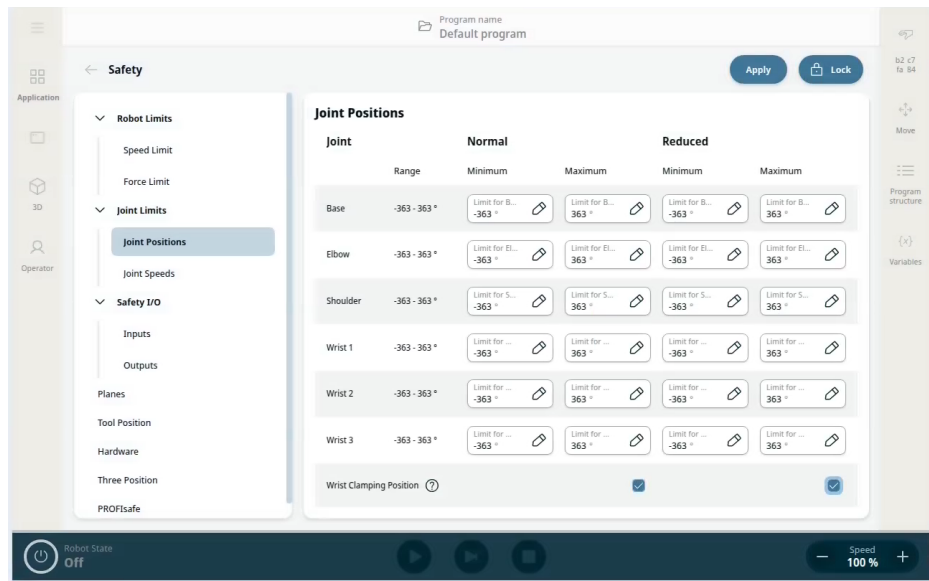 Program name
Default program
b2 c7
fa 84
Safety
Apply
Lock
Application
Move
3D
Program
structure
Operator
{x}
Variables
Robot Limits
Speed Limit
Force Limit
Joint Limits
Joint Positions
Joint Speeds
Safety I/O
Inputs
Outputs
Planes
Tool Position
Hardware
Three Position
PROFIsafe
Joint Positions
Joint Normal Reduced
Range Minimum Maximum Minimum Maximum
Limit for B... Limit for B... Limit for B... Limit for B...
Base -363 - 363 ° -363 ° 363 ° -363 ° 363 °
Limit for El... Limit for El... Limit for El... Limit for El...
Elbow -363 - 363 ° -363 ° 363 ° -363 ° 363 °
Limit for S... Limit for S... Limit for S... Limit for S...
Shoulder -363 - 363 ° -363 ° 363 ° -363 ° 363 °
Limit for ... Limit for ... Limit for ... Limit for ...
Wrist 1 -363 - 363 ° -363 ° 363 ° -363 ° 363 °
Limit for ... Limit for ... Limit for ... Limit for ...
Wrist 2 -363 - 363 ° -363 ° 363 ° -363 ° 363 °
Limit for ... Limit for ... Limit for ... Limit for ...
Wrist 3 -363 - 363 ° -363 ° 363 ° -363 ° 363 °
Wrist Clamping Position ?
Robot State
Off
Speed
100 %